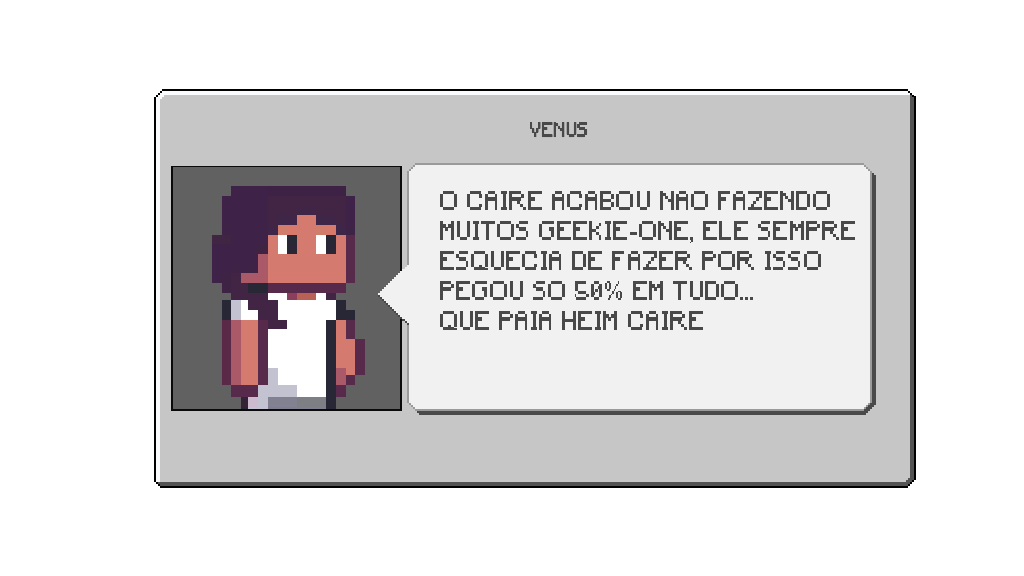 VENUS
O CAIRE ACABOU NAO FAZENDO
MUITOS GEEKIE-ONE, ELE SEMPRE
ESQUECIA DE FAZER POR ISSO
PEGOU SO 50% EM TUDO...
QUE PAIA HEIM CAIRE